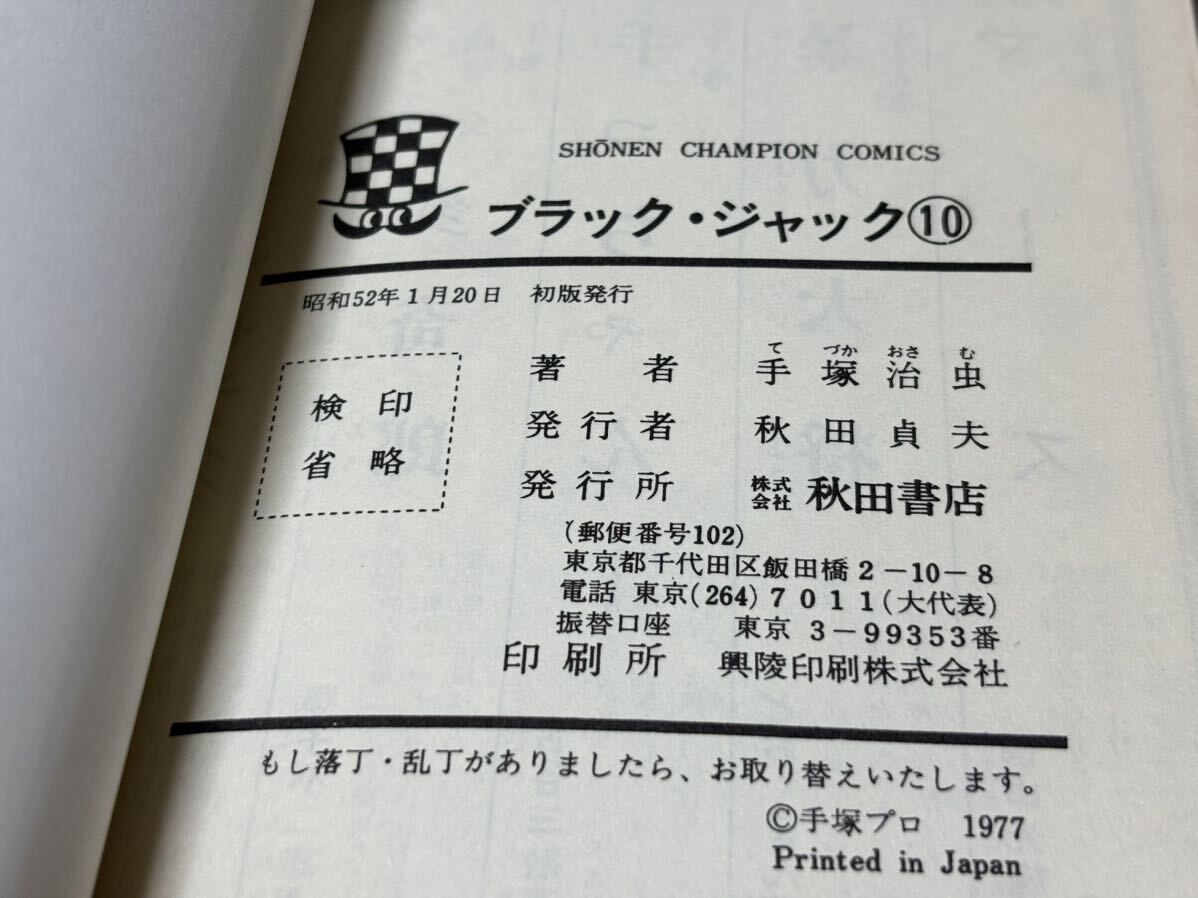 SHŌNEN CHAMPION COMICS
ブラック・ジャック⑩
昭和52年1月20日 初版発行
検印
省略
著者 手塚治虫
てづかおさむ
発行者 秋田貞夫
発行所 株式会社 秋田書店
(郵便番号102)
東京都千代田区飯田橋2-10-8
電話 東京(264)7011(大代表)
振替口座 東京 3-99353番
印刷所 興陵印刷株式会社
もし落丁・乱丁がありましたら、お取り替えいたします。
©手塚プロ 1977
Printed in Japan